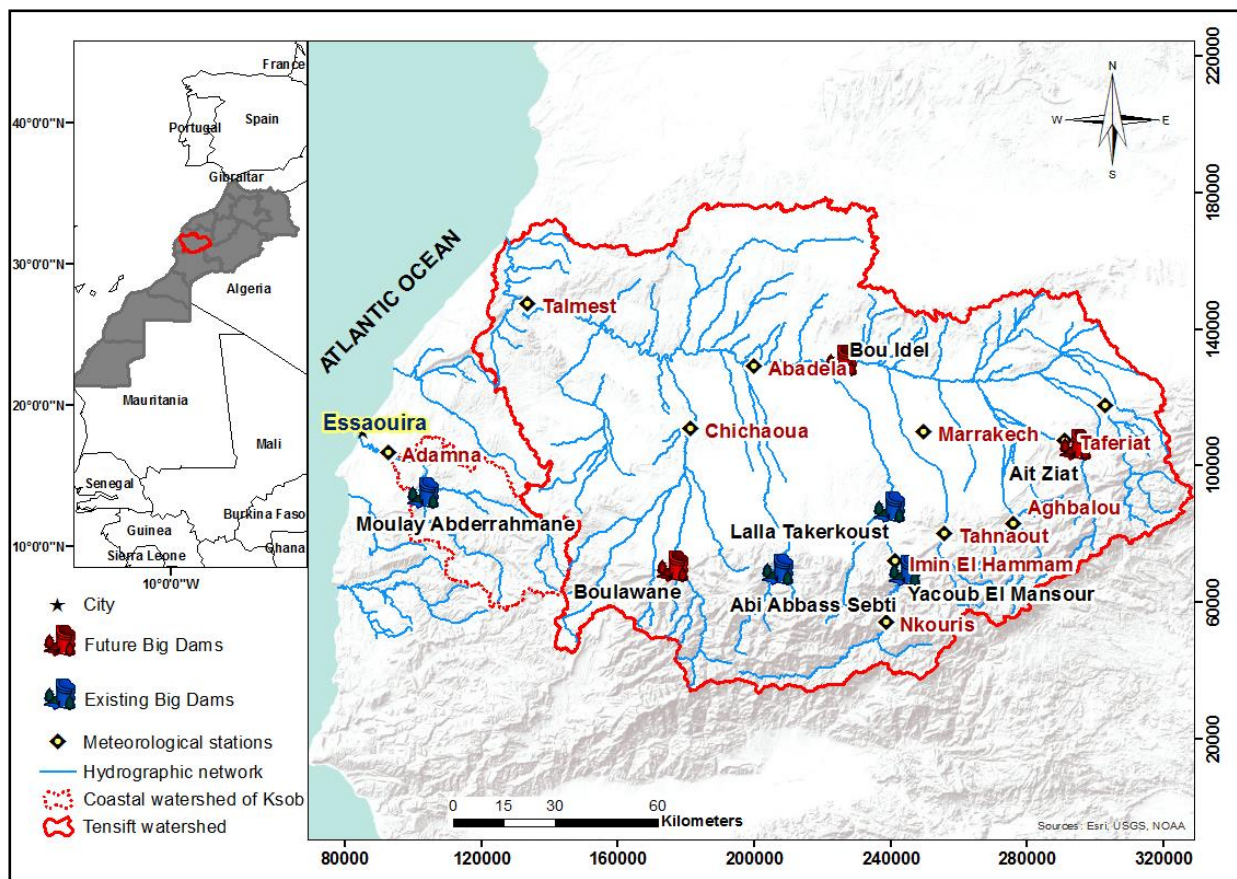 France
40°0'0"N
Portugal
Spain
Gibraltar
30°0'0"N
Algeria
20°0'0"N
Mauritania
Mali
Senegal
Guinea
Burkina Faso
10°0'0"N
Sierra Leone
Ghana
10°0'0"W
City
Future Big Dams
Existing Big Dams
Meteorological stations
Hydrographic network
Coastal watershed of Ksob
Tensift watershed
N
W
E
S
ATLANTIC OCEAN
Talmest
Bou Idel
Abadela
Essaouira
Adamna
Chichaoua
Marrakech
Taferiat
Ait Ziat
Moulay Abderrahmane
Aghbalou
Lalla Takerkoust
Tahnaout
Imin El Hammam
Boulawane
Abi Abbass Sebti
Yacoub El Mansour
Nkouris
0 15 30 60
Kilometers
Sources: Esri, USGS, NOAA
220000
180000
140000
100000
60000
20000
80000 120000 160000 200000 240000 280000 320000